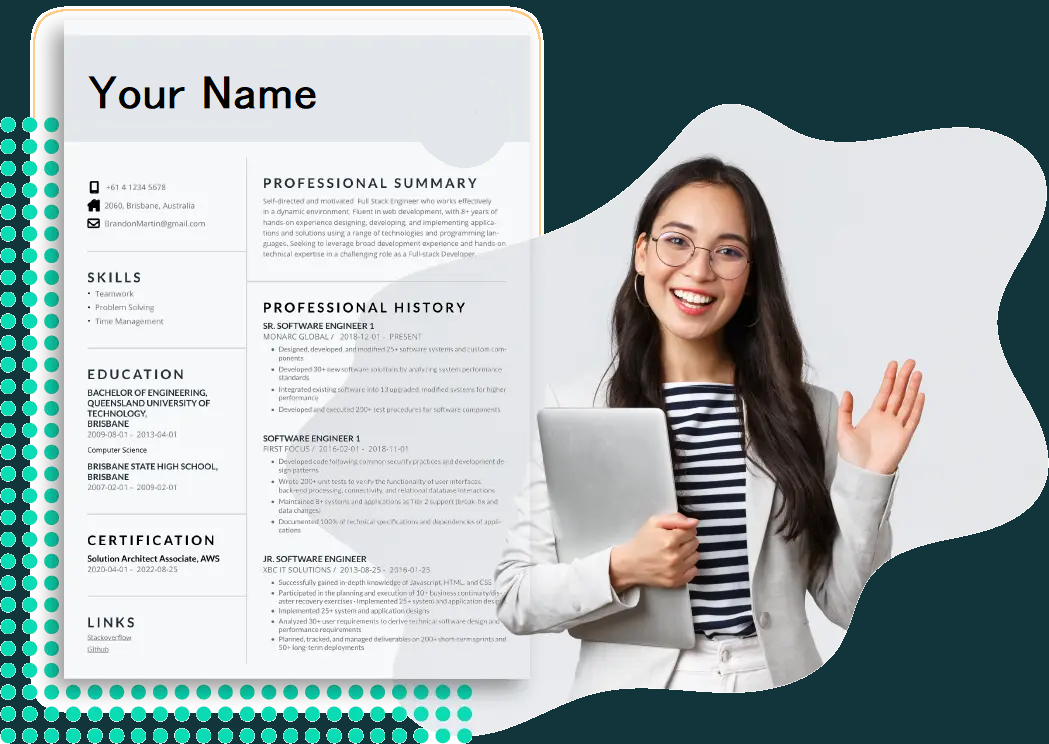 Your Name
+61 4 1234 5678
2060, Brisbane, Australia
BrandonMartin@gmail.com
SKILLS
• Teamwork
• Problem Solving
• Time Management
EDUCATION
BACHELOR OF ENGINEERING,
QUEENSLAND UNIVERSITY OF
TECHNOLOGY,
BRISBANE
2009-08-01 - 2013-04-01
Computer Science
BRISBANE STATE HIGH SCHOOL,
BRISBANE
2007-02-01 - 2009-02-01
CERTIFICATION
Solution Architect Associate, AWS
2020-04-01 - 2022-08-25
LINKS
Stackoverflow
Github
PROFESSIONAL SUMMARY
Self-directed and motivated Full Stack Engineer who works effectively
in a dynamic environment. Fluent in web development, with 8+ years of
hands-on experience designing, developing, and implementing applica-
tions and solutions using a range of technologies and programming lan-
guages. Seeking to leverage broad development experience and hands-on
technical expertise in a challenging role as a Full-stack Developer.
PROFESSIONAL HISTORY
SR. SOFTWARE ENGINEER 1
MONARC GLOBAL / 2018-12-01 - PRESENT
• Designed, developed, and modified 25+ software systems and custom com-
ponents
• Developed 30+ new software solutions by analyzing system performance
standards
• Integrated existing software into 13 upgraded, modified systems for higher
performance
• Developed and executed 200+ test procedures for software components
SOFTWARE ENGINEER 1
FIRST FOCUS / 2016-02-01 - 2018-11-01
• Developed code following common security practices and development de-
sign patterns
• Wrote 200+ unit tests to verify the functionality of user interfaces,
back-end processing, connectivity, and relational database interactions
• Maintained 8+ systems and applications as Tier 2 support (break-fix and
data changes)
• Documented 100% of technical specifications and dependencies of appli-
cations
JR. SOFTWARE ENGINEER
XBC IT SOLUTIONS / 2013-08-25 - 2016-01-25
• Successfully gained in-depth knowledge of Javascript, HTML, and CSS
• Participated in the planning and execution of 10+ business continuity/dis-
aster recovery exercises · Implemented 25+ system and application
• Implemented 25+ system and application designs
• Analyzed 30+ user requirements to derive technical software design and
performance requirements
• Planned, tracked, and managed deliverables on 200+ short-term sprints and
50+ long-term deployments